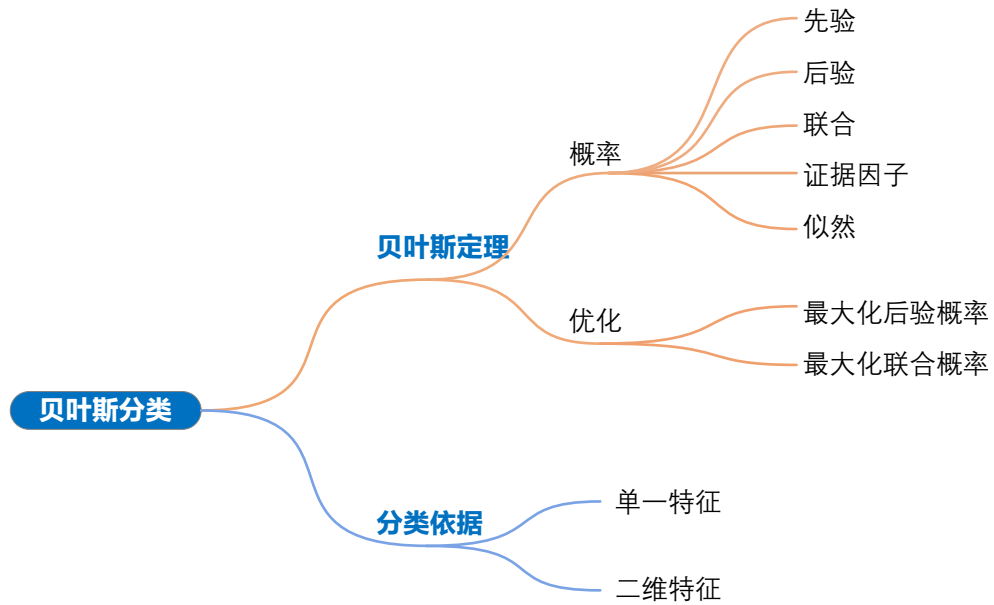 先验
后验
联合
证据因子
似然
概率
贝叶斯定理
优化
最大化后验概率
最大化联合概率
贝叶斯分类
分类依据
单一特征
二维特征